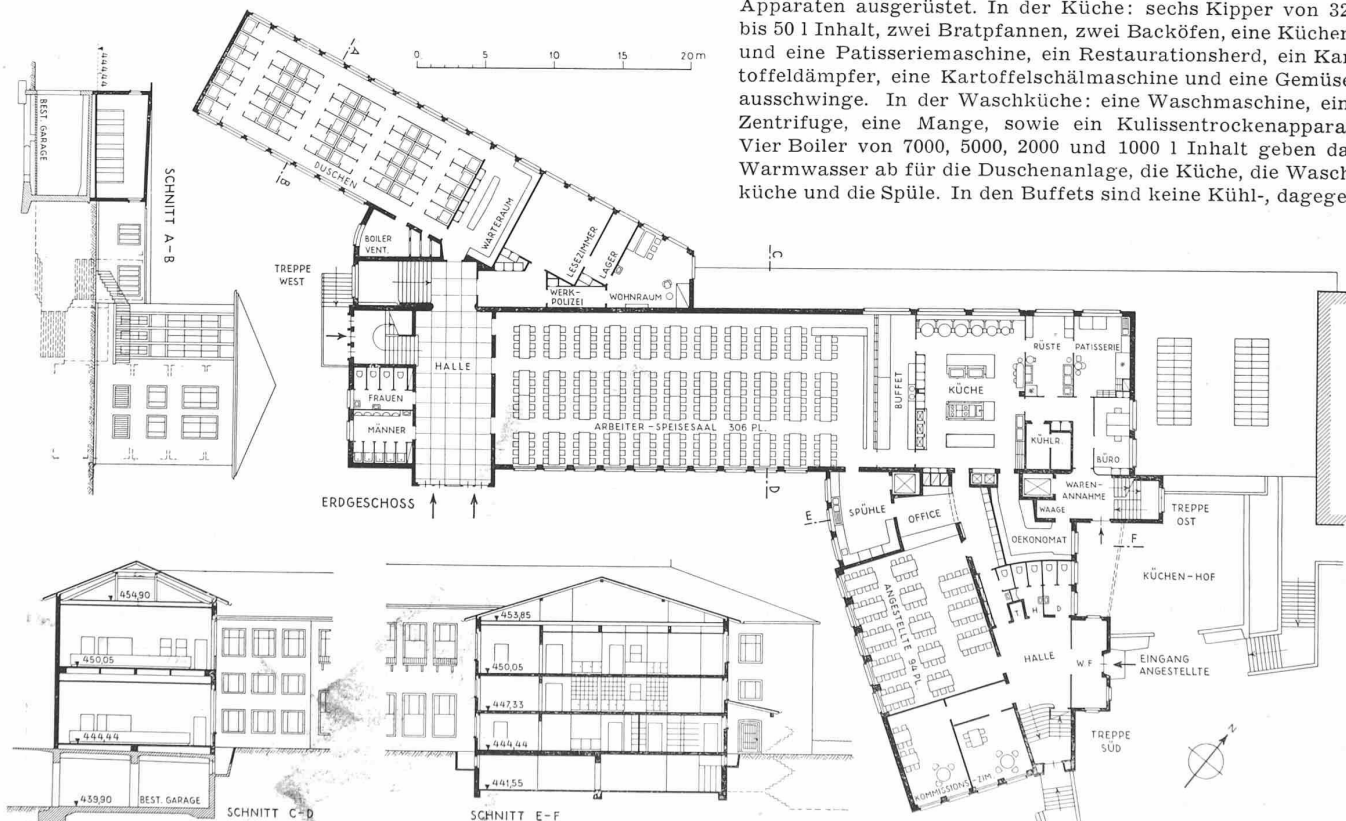 Apparaten ausgerüstet. In der Küche: sechs Kipper von 32
bis 50 l Inhalt, zwei Bratpfannen, zwei Backöfen, eine Küchen
und eine Patisseriemaschine, ein Restaurationsherd, ein Kar
toffeldämpfer, eine Kartoffelschälmaschine und eine Gemüse
ausschwinge. In der Waschküche: eine Waschmaschine, ein
Zentrifuge, eine Mange, sowie ein Kulissentrockenappara
Vier Boiler von 7000, 5000, 2000 und 1000 l Inhalt geben da
Warmwasser ab für die Duschenanlage, die Küche, die Wasch
küche und die Spüle. In den Buffets sind keine Kühl-, dagege
0 5 10 15 20 m
444,44
BEST. GARAGE
SCHNITT A-B
A
B
DUSCHEN
BOILER
VENT.
WARTERAUM
LESEZIMMER
LAGER
WERK-
POLIZEI
WOHNRAUM
TREPPE
WEST
HALLE
FRAUEN
MÄNNER
ERDGESCHOSS
ARBEITER-SPEISESAAL 306 PL.
C
D
BUFFET
KÜCHE
RÜSTE
PATISSERIE
KÜHLR.
BÜRO
WAREN-
ANNAHME
WAAGE
TREPPE
OST
E
F
SPÜHLE
OFFICE
OEKONOMAT
KÜCHEN-HOF
ANGESTELLTE 94 PL.
T
H
D
HALLE
W.F
EINGANG
ANGESTELLTE
TREPPE
SÜD
KOMMISSIONS-ZIM
N
454,90
450,05
444,44
439,90
BEST. GARAGE
SCHNITT C-D
453,85
450,05
447,33
444,44
441,55
SCHNITT E-F